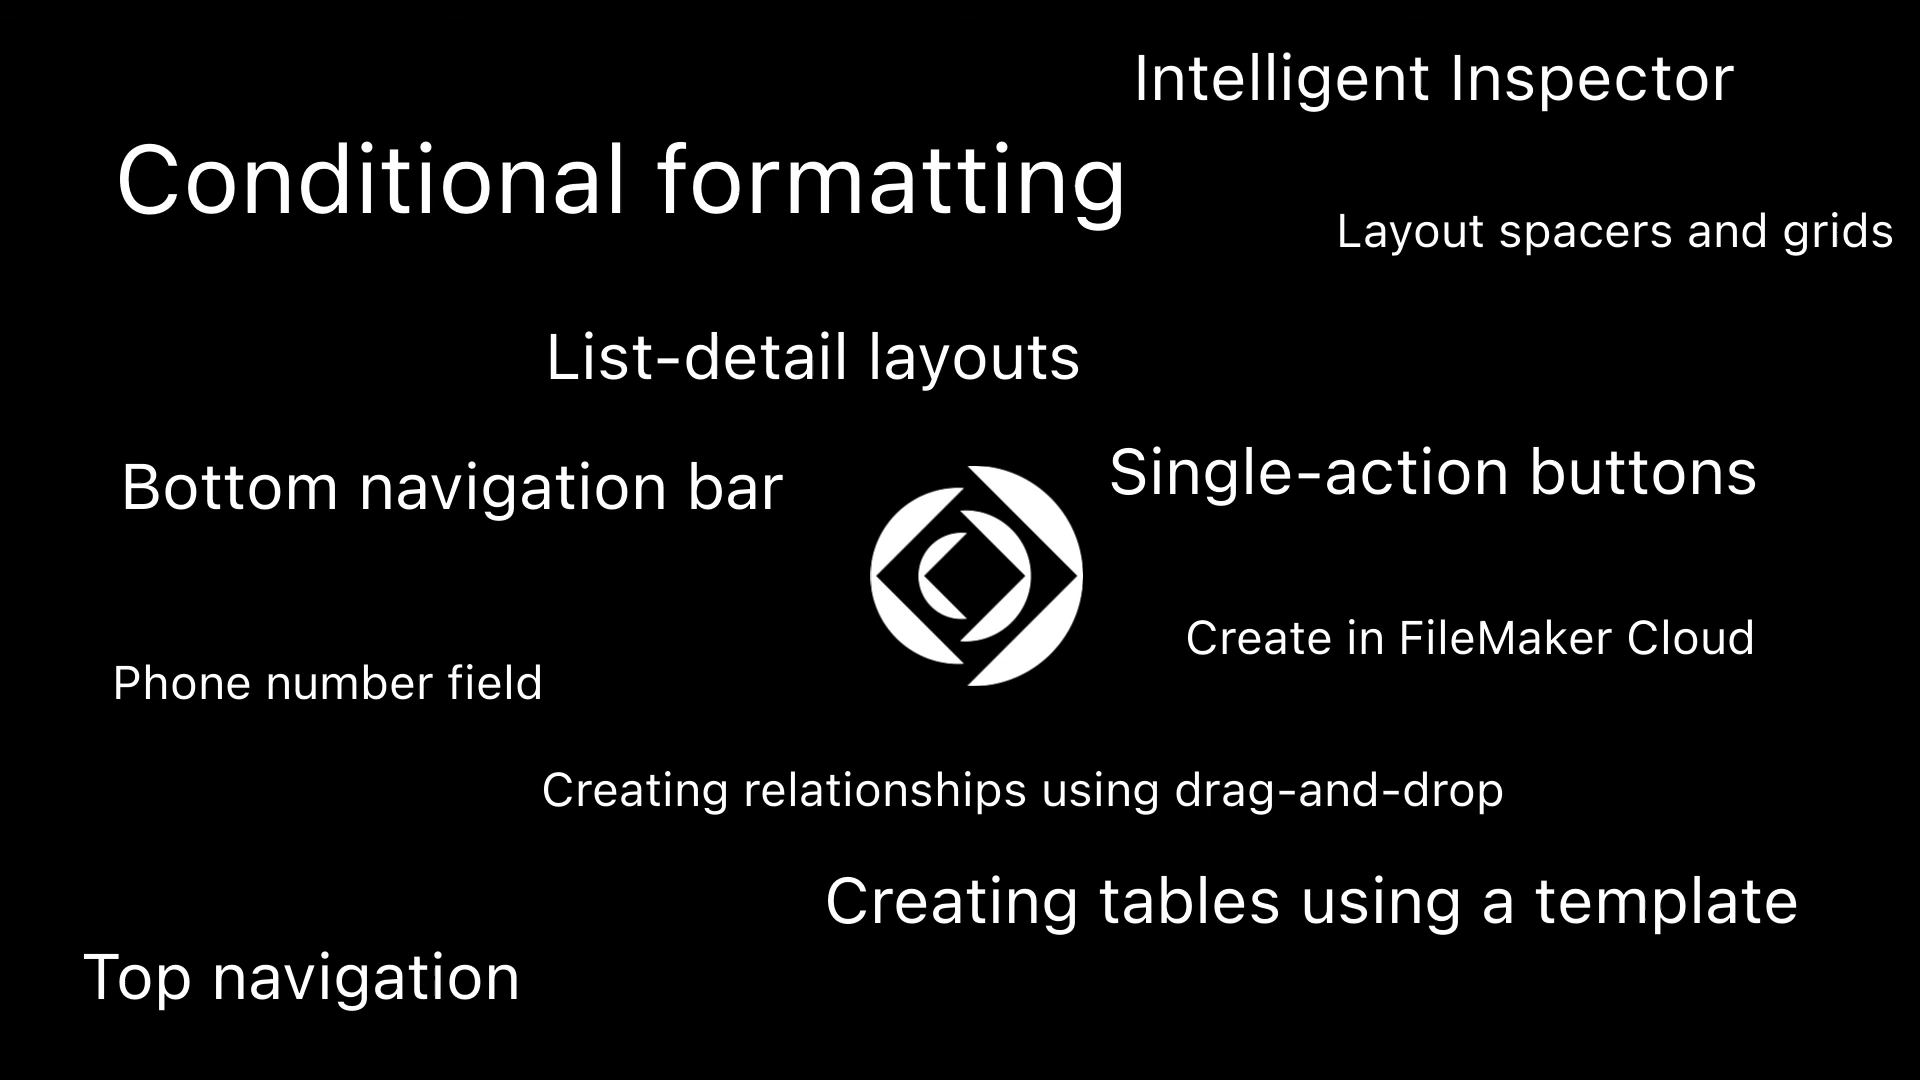 Intelligent Inspector
Conditional formatting
Layout spacers and grids
List-detail layouts
Single-action buttons
Bottom navigation bar
Create in FileMaker Cloud
Phone number field
Creating relationships using drag-and-drop
Creating tables using a template
Top navigation